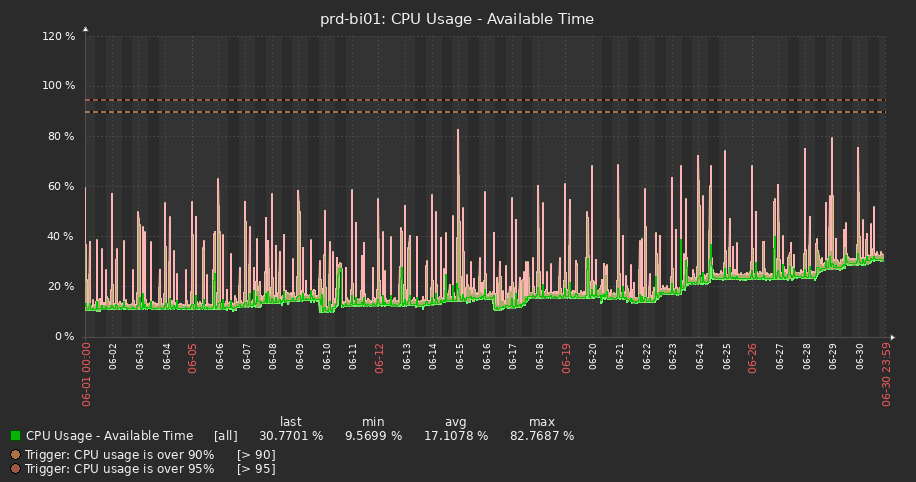 prd-bi01: CPU Usage - Available Time
120 %
100 %
80 %
60 %
40 %
20 %
0 %
06-01 00:00 06-02 06-03 06-04 06-05 06-06 06-07 06-08 06-09 06-10 06-11 06-12 06-13 06-14 06-15 06-16 06-17 06-18 06-19 06-20 06-21 06-22 06-23 06-24 06-25 06-26 06-27 06-28 06-29 06-30 06-30 23:59
last min avg max
CPU Usage - Available Time [all] 30.7701 % 9.5699 % 17.1078 % 82.7687 %
Trigger: CPU usage is over 90% [> 90]
Trigger: CPU usage is over 95% [> 95]